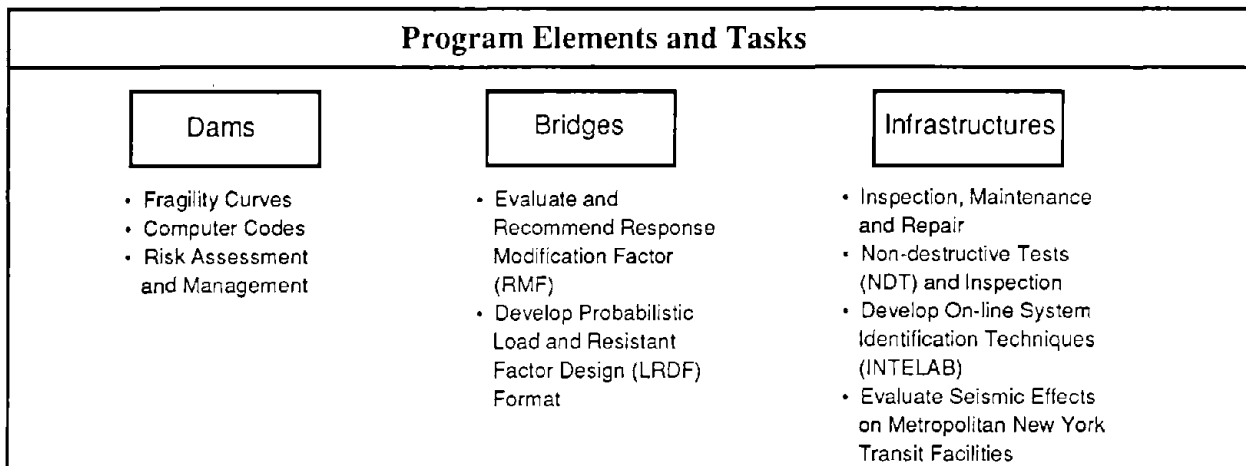 Program Elements and Tasks
Dams
• Fragility Curves
• Computer Codes
• Risk Assessment
and Management
Bridges
• Evaluate and
Recommend Response
Modification Factor
(RMF)
• Develop Probabilistic
Load and Resistant
Factor Design (LRDF)
Format
Infrastructures
• Inspection, Maintenance
and Repair
• Non-destructive Tests
(NDT) and Inspection
• Develop On-line System
Identification Techniques
(INTELAB)
• Evaluate Seismic Effects
on Metropolitan New York
Transit Facilities